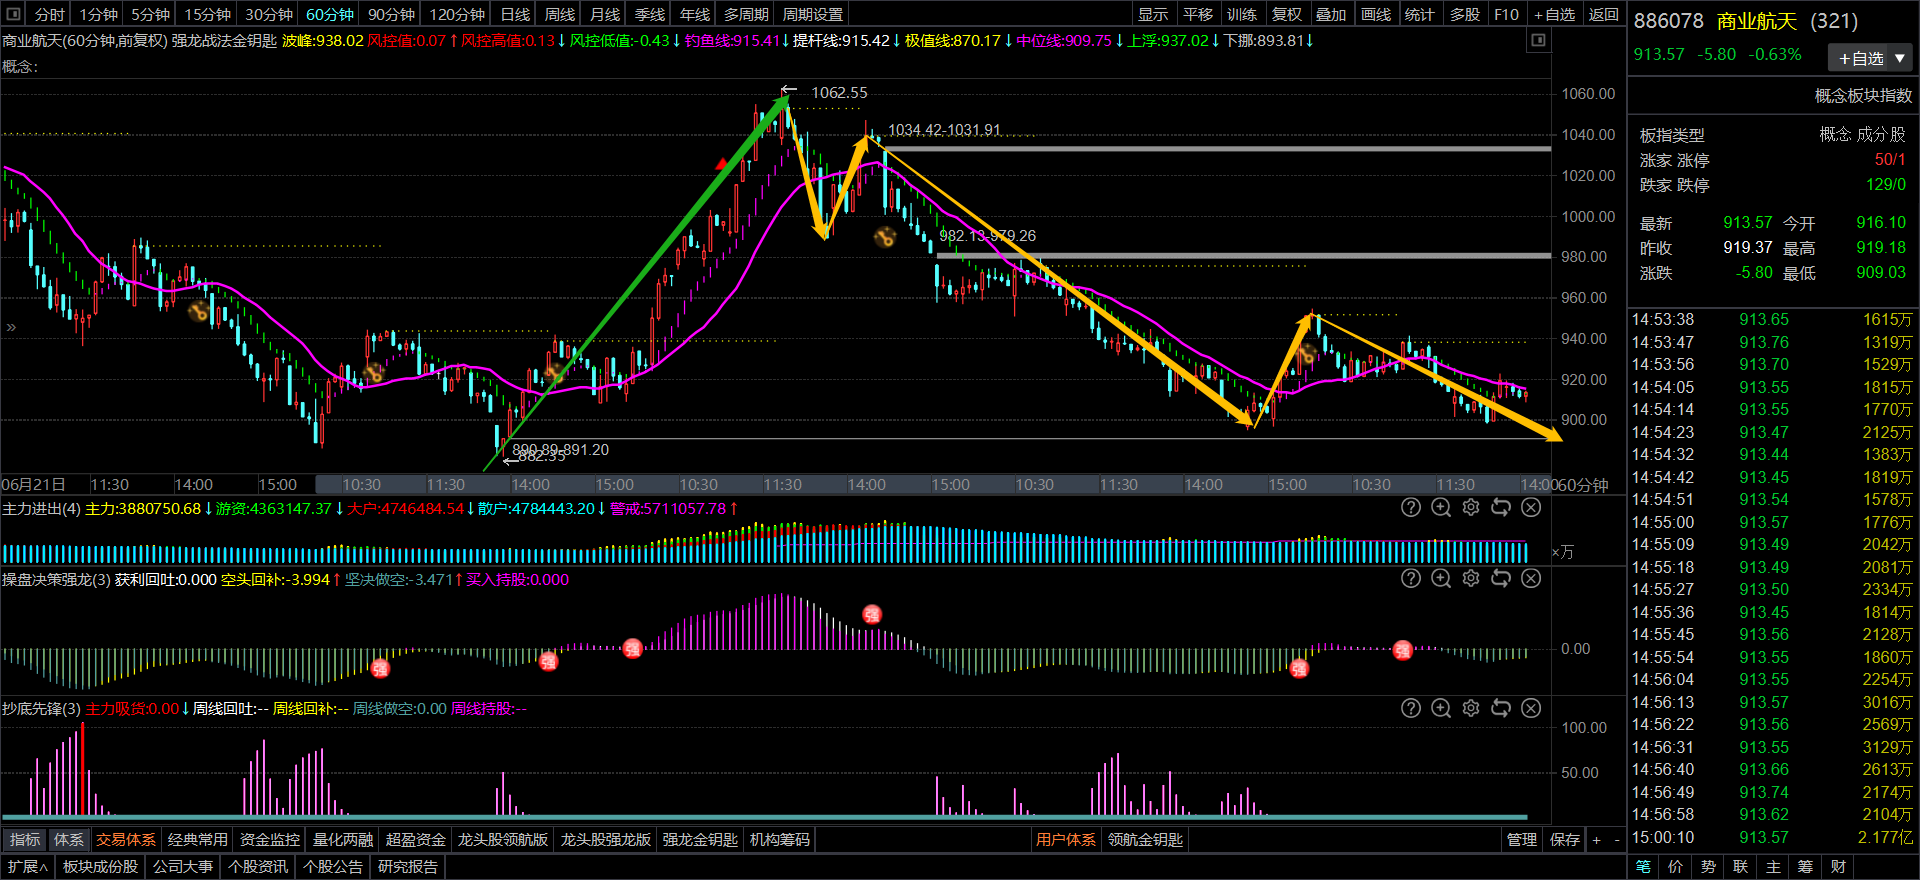 分时 1分钟 5分钟 15分钟 30分钟 60分钟 90分钟 120分钟 日线 周线 月线 季线 年线 多周期 周期设置 显示 平移 训练 复权 叠加 画线 统计 多股 F10 +自选 返回
886078 商业航天 (321)
商业航天(60分钟,前复权) 强龙战法金钥匙 波峰:938.02 风控值:0.07↑ 风控高值:0.13↓ 风控低值:-0.43↓ 钓鱼线:915.41↓ 提杆线:915.42↓ 极值线:870.17↓ 中位线:909.75↓ 上浮:937.02↓ 下挪:893.81↓
913.57 -5.80 -0.63% +自选 ▼
概念:
概念板块指数
板指类型 概念 成分股
涨家 涨停 50/1
跌家 跌停 129/0
最新 913.57 今开 916.10
昨收 919.37 最高 919.18
涨跌 -5.80 最低 909.03
1062.55
1034.42-1031.91
982.13-979.26
890.89-891.20
882.35
1060.00
1040.00
1020.00
1000.00
980.00
960.00
940.00
920.00
900.00
»
06月21日 11:30 14:00 15:00 10:30 11:30 14:00 15:00 10:30 11:30 14:00 15:00 10:30 11:30 14:00 15:00 10:30 11:30 14:00 60分钟
主力进出(4) 主力:3880750.68↓ 游资:4363147.37↓ 大户:4746484.54↓ 散户:4784443.20↓ 警戒:5711057.78↑
×万
操盘决策强龙(3) 获利回吐:0.000 空头回补:-3.994↑ 坚决做空:-3.471↑ 买入持股:0.000
强 强 强 强 强 强
0.00
抄底先锋(3) 主力吸货:0.00↓ 周线回吐:-- 周线回补:-- 周线做空:0.00 周线持股:--
100.00
50.00
14:53:38 913.65 1615万
14:53:47 913.76 1319万
14:53:56 913.70 1529万
14:54:05 913.55 1815万
14:54:14 913.55 1770万
14:54:23 913.47 2125万
14:54:32 913.44 1383万
14:54:42 913.45 1819万
14:54:51 913.54 1578万
14:55:00 913.57 1776万
14:55:09 913.49 2042万
14:55:18 913.49 2081万
14:55:27 913.50 2334万
14:55:36 913.45 1814万
14:55:45 913.56 2128万
14:55:54 913.55 1860万
14:56:04 913.55 2254万
14:56:13 913.57 3016万
14:56:22 913.56 2569万
14:56:31 913.55 3129万
14:56:40 913.66 2613万
14:56:49 913.74 2174万
14:56:58 913.62 2104万
15:00:10 913.57 2.177亿
指标 体系 交易体系 经典常用 资金监控 量化两融 超盈资金 龙头股领航版 龙头股强龙版 强龙金钥匙 机构筹码 用户体系 领航金钥匙 管理 保存 + -
扩展∧ 板块成份股 公司大事 个股资讯 个股公告 研究报告 笔 价 势 联 主 筹 财